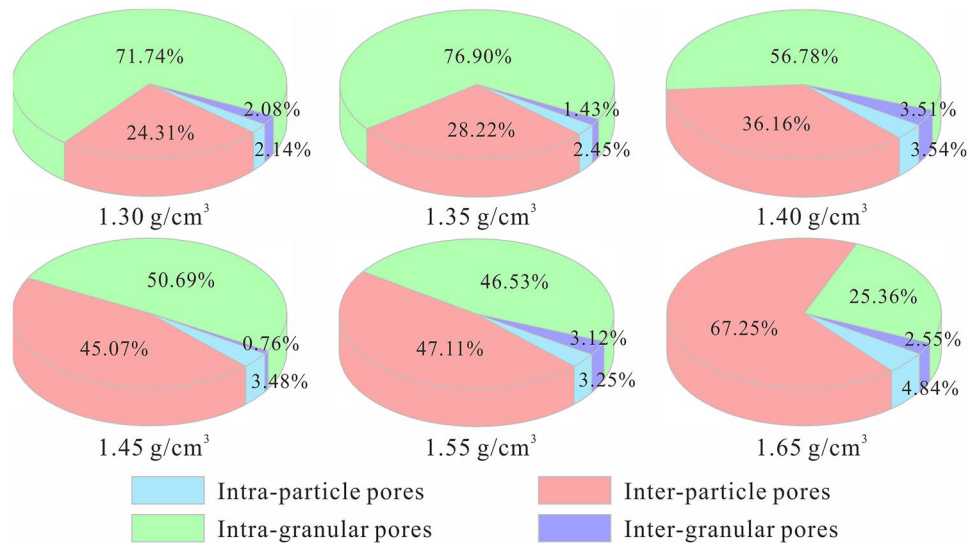 71.74%
2.08%
24.31%
2.14%
1.30 g/cm³
76.90%
1.43%
28.22%
2.45%
1.35 g/cm³
56.78%
3.51%
36.16%
3.54%
1.40 g/cm³
50.69%
0.76%
45.07%
3.48%
1.45 g/cm³
46.53%
3.12%
47.11%
3.25%
1.55 g/cm³
25.36%
67.25%
2.55%
4.84%
1.65 g/cm³
Intra-particle pores
Inter-particle pores
Intra-granular pores
Inter-granular pores